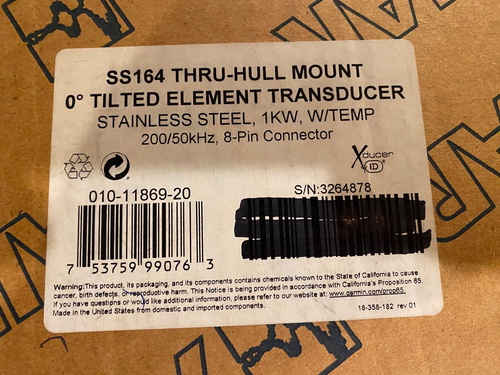 SS164 THRU-HULL MOUNT
0° TILTED ELEMENT TRANSDUCER
STAINLESS STEEL, 1KW, W/TEMP
200/50kHz, 8-Pin Connector
Xducer
ID®
010-11869-20
S/N:3264878
7 53759 99076 3
Warning:This product, its packaging, and its components contains chemicals known to the State of California to cause
cancer, birth defects, or reproductive harm. This Notice is being provided in accordance with California's Proposition 65.
If you have questions or would like additional information, please refer to our website at: www.garmin.com/prop65.
Made in the United States from domestic and imported components.
18-358-182 rev 01